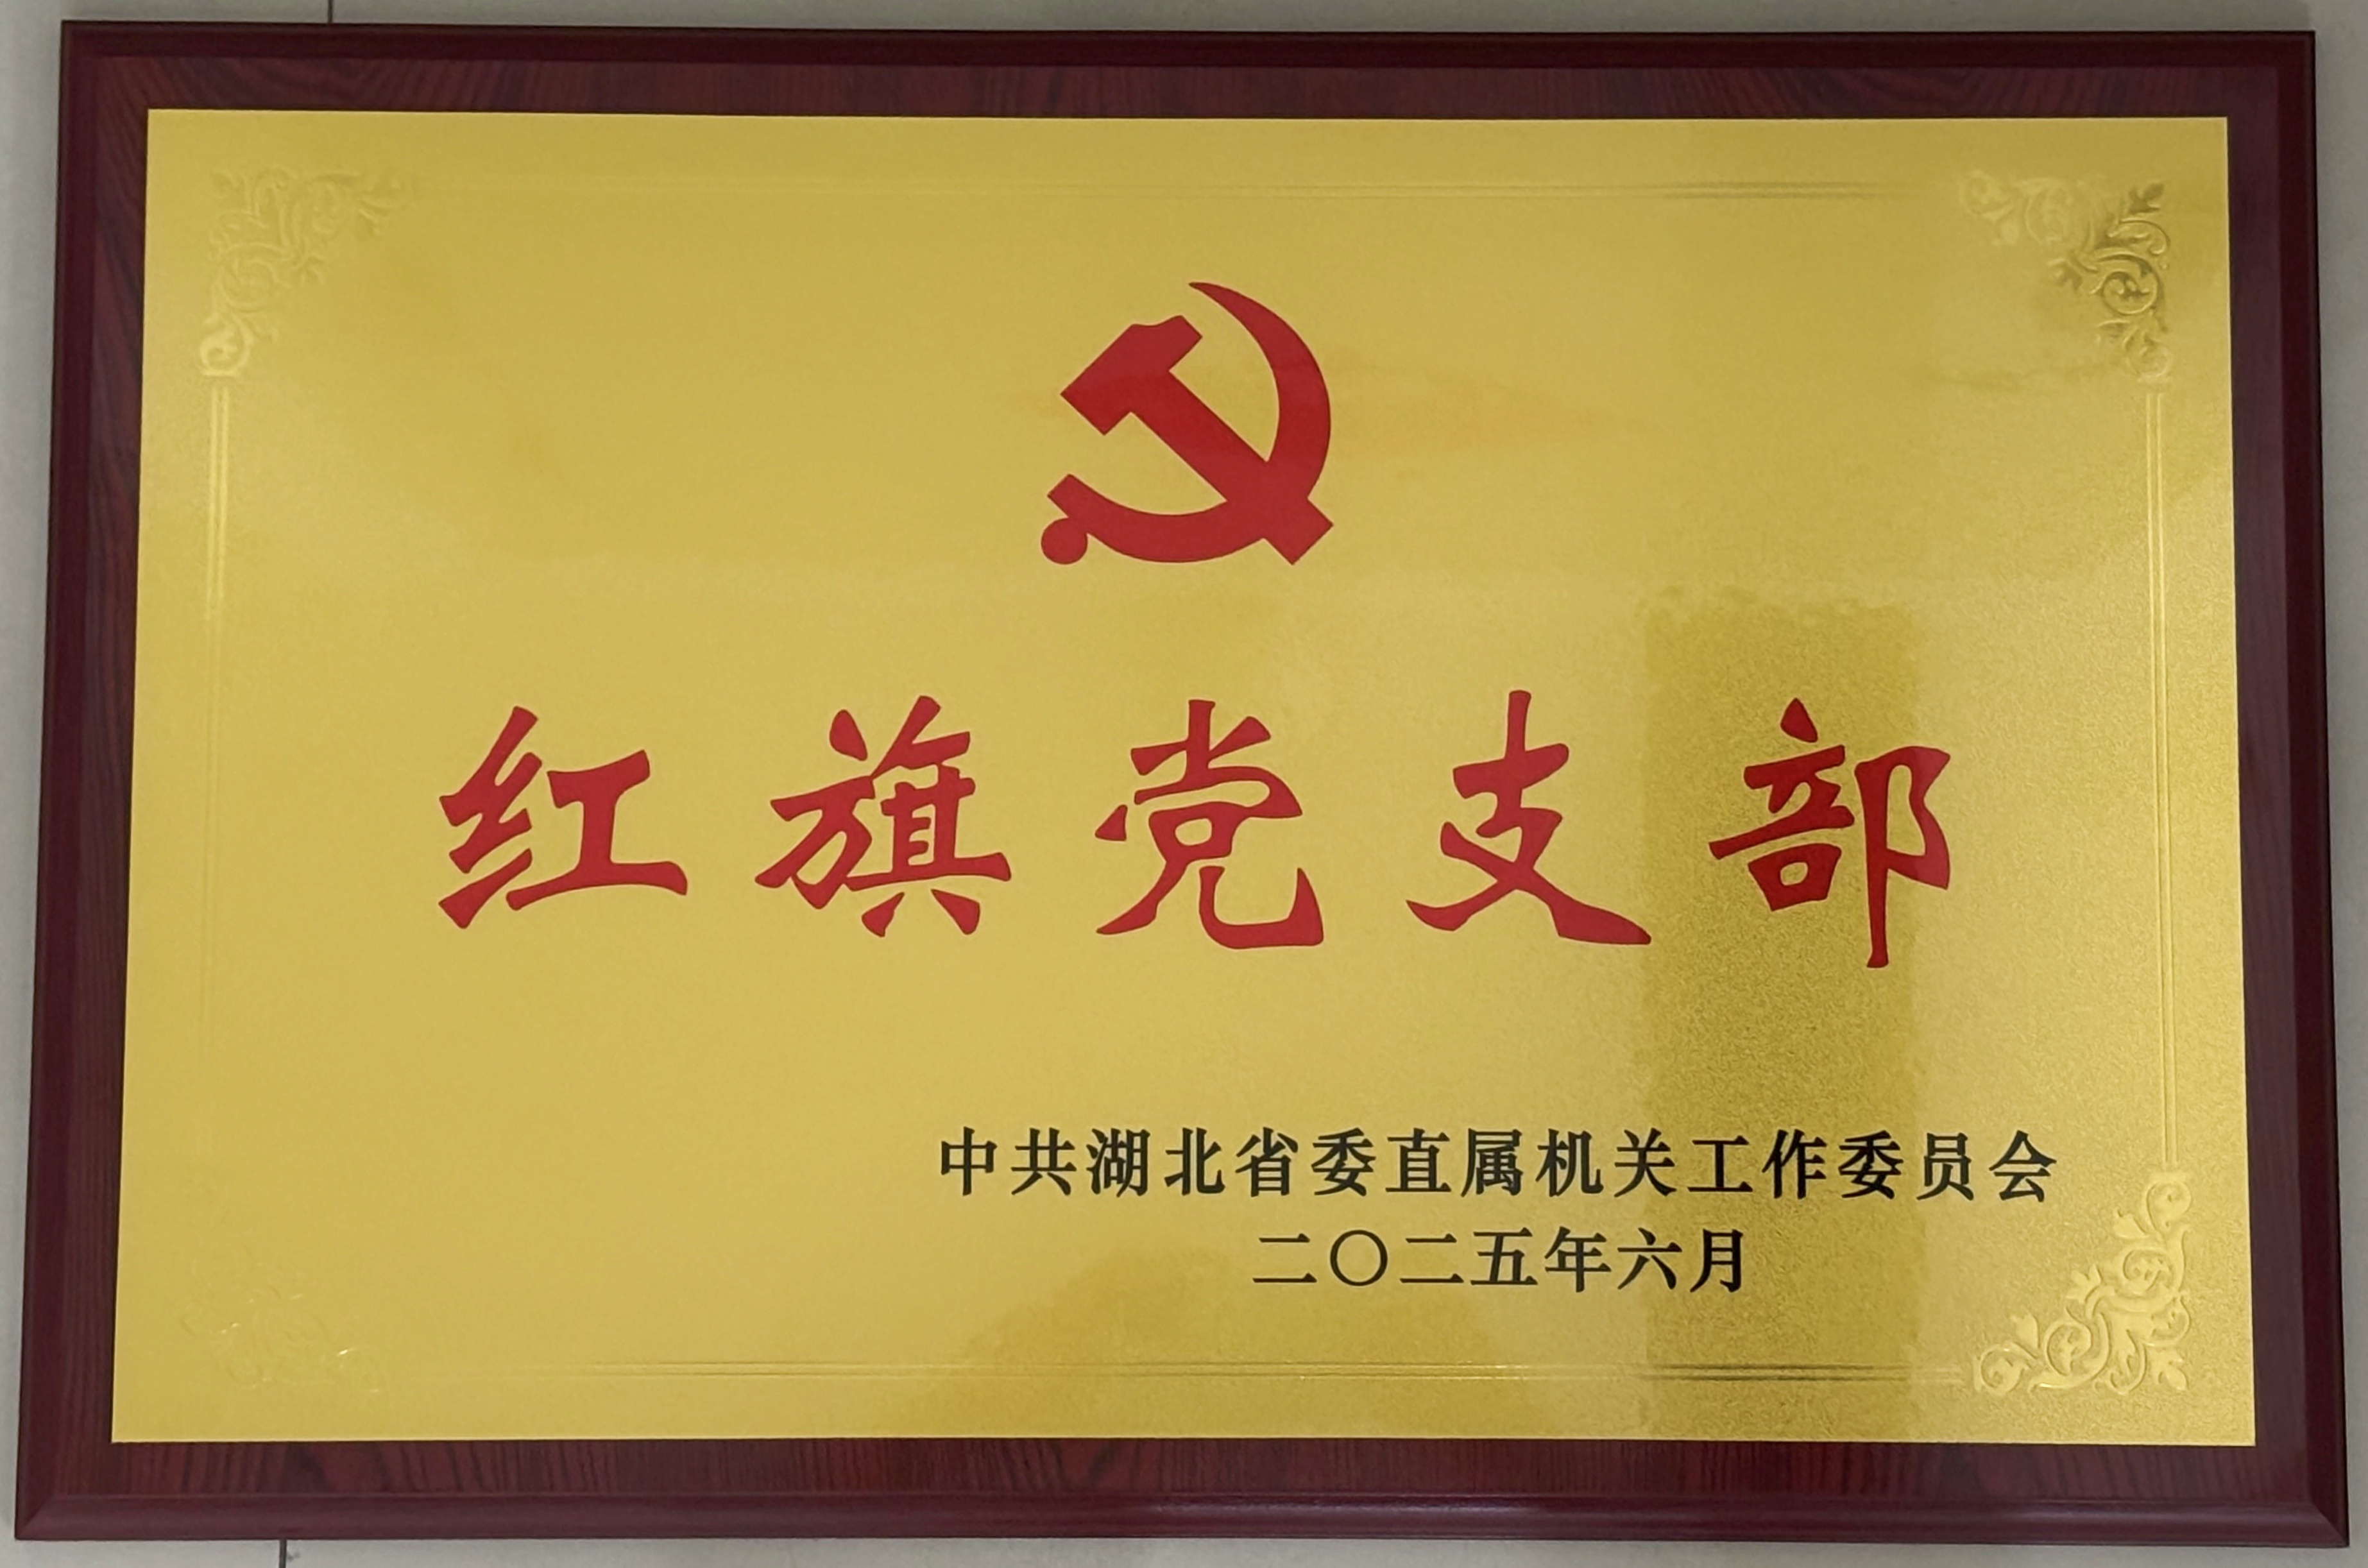 红旗党支部
中共湖北省委直属机关工作委员会
二〇二五年六月